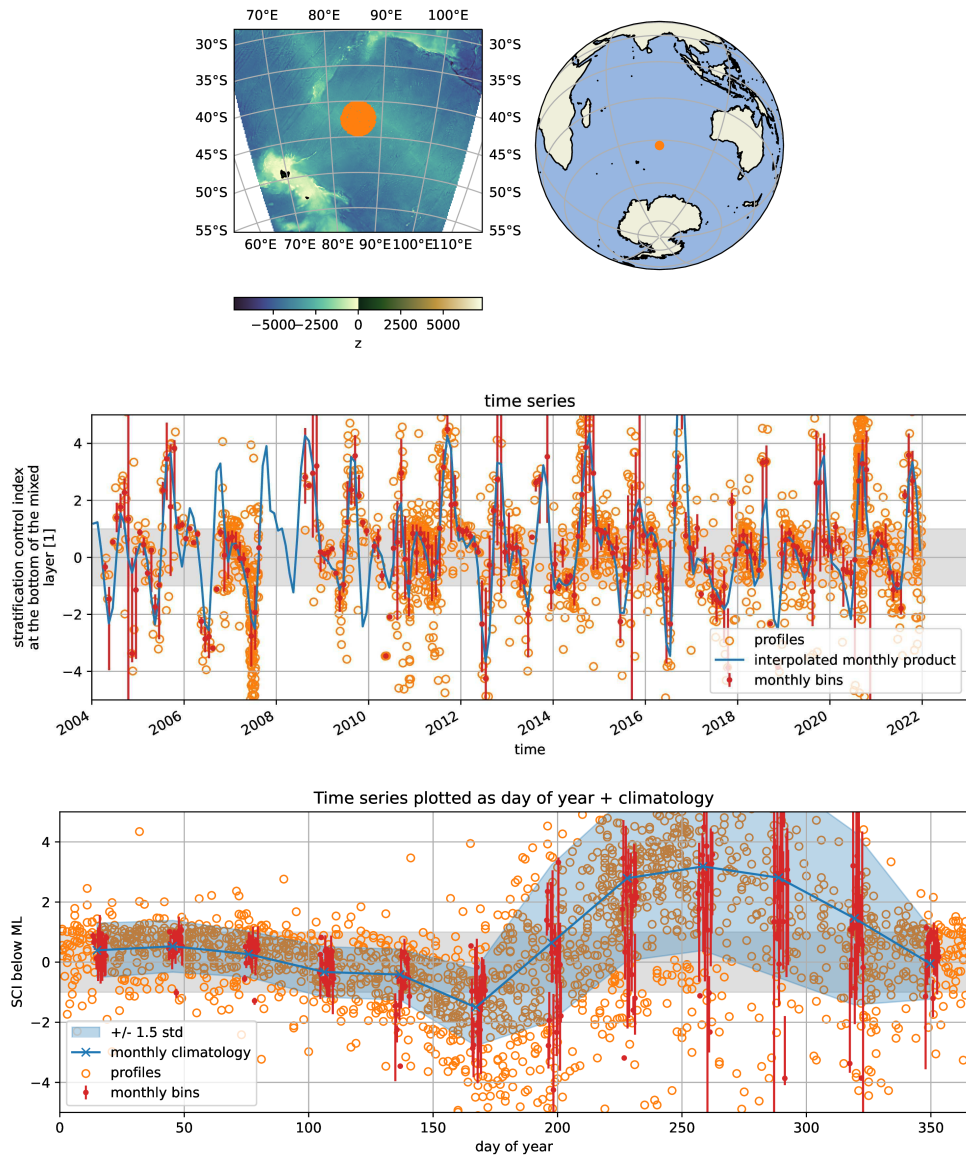 70°E 80°E 90°E 100°E
30°S 30°S
35°S 35°S
40°S 40°S
45°S 45°S
50°S 50°S
55°S 55°S
60°E 70°E 80°E 90°E 100°E 110°E
−5000 −2500 0 2500 5000
z
time series
stratification control index
at the bottom of the mixed
layer [1]
4
2
0
−2
−4
profiles
interpolated monthly product
monthly bins
2004 2006 2008 2010 2012 2014 2016 2018 2020 2022
time
Time series plotted as day of year + climatology
SCI below ML
4
2
0
−2
−4
+/- 1.5 std
monthly climatology
profiles
monthly bins
0 50 100 150 200 250 300 350
day of year